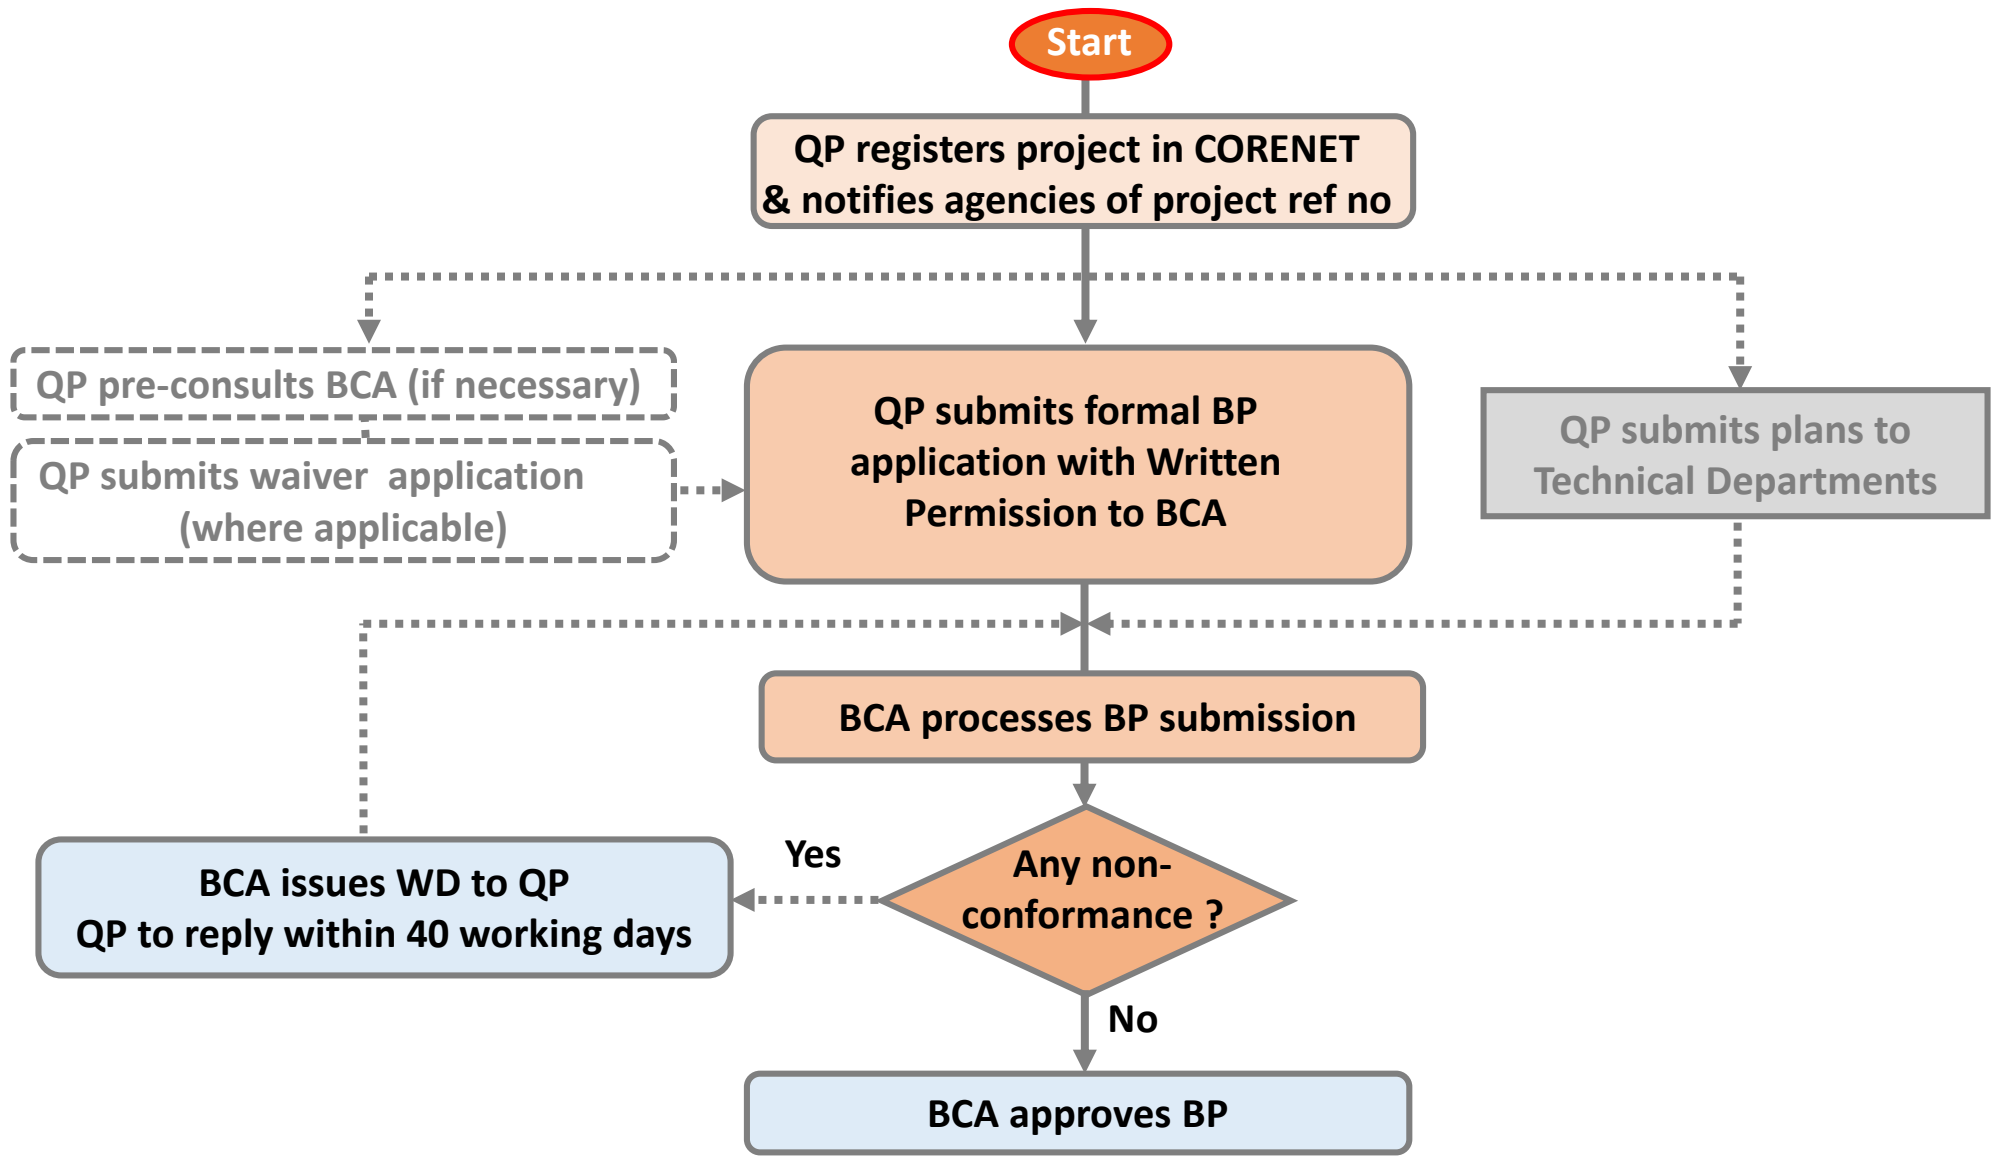 Start
QP registers project in CORENET
& notifies agencies of project ref no
QP pre-consults BCA (if necessary)
QP submits waiver application
(where applicable)
QP submits formal BP
application with Written
Permission to BCA
QP submits plans to
Technical Departments
BCA processes BP submission
Any non-
conformance ?
Yes
BCA issues WD to QP
QP to reply within 40 working days
No
BCA approves BP